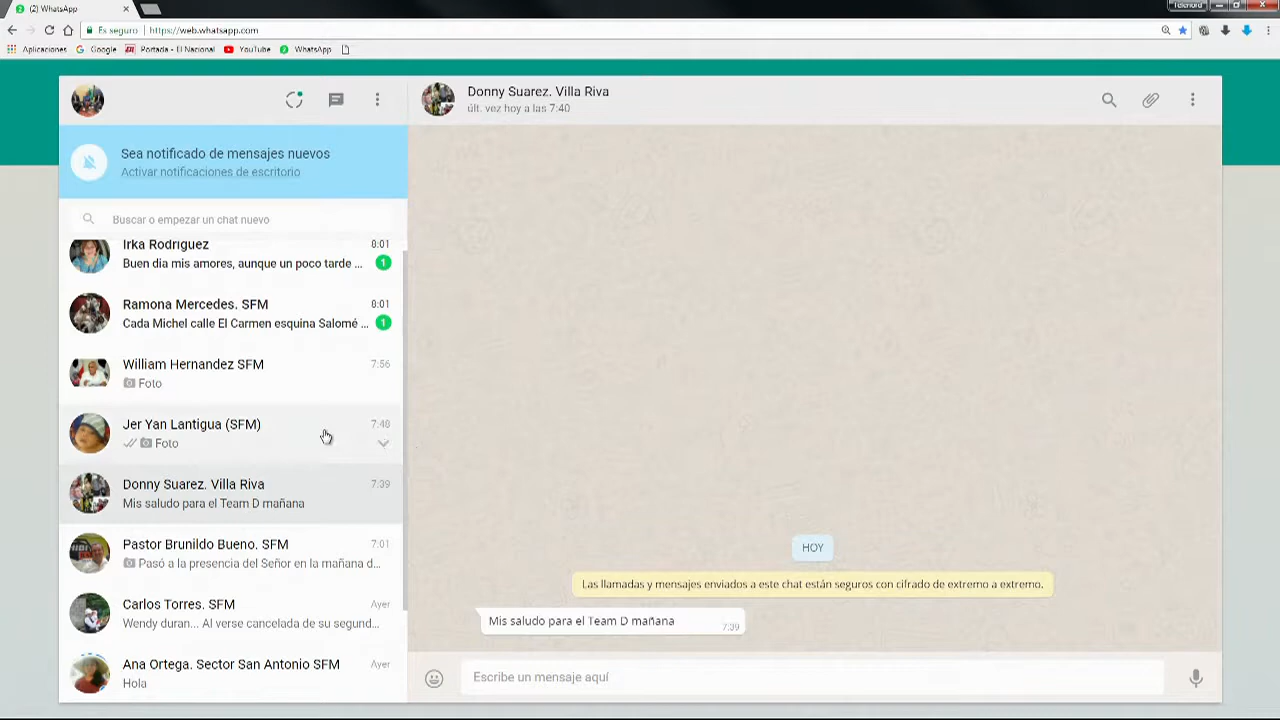 (2) WhatsApp
Telenord
Es seguro | https://web.whatsapp.com
Aplicaciones Google Portada - El Nacional YouTube WhatsApp
Donny Suarez. Villa Riva
últ. vez hoy a las 7:40
Sea notificado de mensajes nuevos
Activar notificaciones de escritorio
Buscar o empezar un chat nuevo
Irka Rodriguez 8:01
Buen dia mis amores, aunque un poco tarde ... 1
Ramona Mercedes. SFM 8:01
Cada Michel calle El Carmen esquina Salomé ... 1
William Hernandez SFM 7:56
Foto
Jer Yan Lantigua (SFM) 7:48
Foto
Donny Suarez. Villa Riva 7:39
Mis saludo para el Team D mañana
Pastor Brunildo Bueno. SFM 7:01
Pasó a la presencia del Señor en la mañana d...
Carlos Torres. SFM Ayer
Wendy duran... Al verse cancelada de su segund...
Ana Ortega. Sector San Antonio SFM Ayer
Hola
HOY
Las llamadas y mensajes enviados a este chat están seguros con cifrado de extremo a extremo.
Mis saludo para el Team D mañana 7:39
Escribe un mensaje aquí